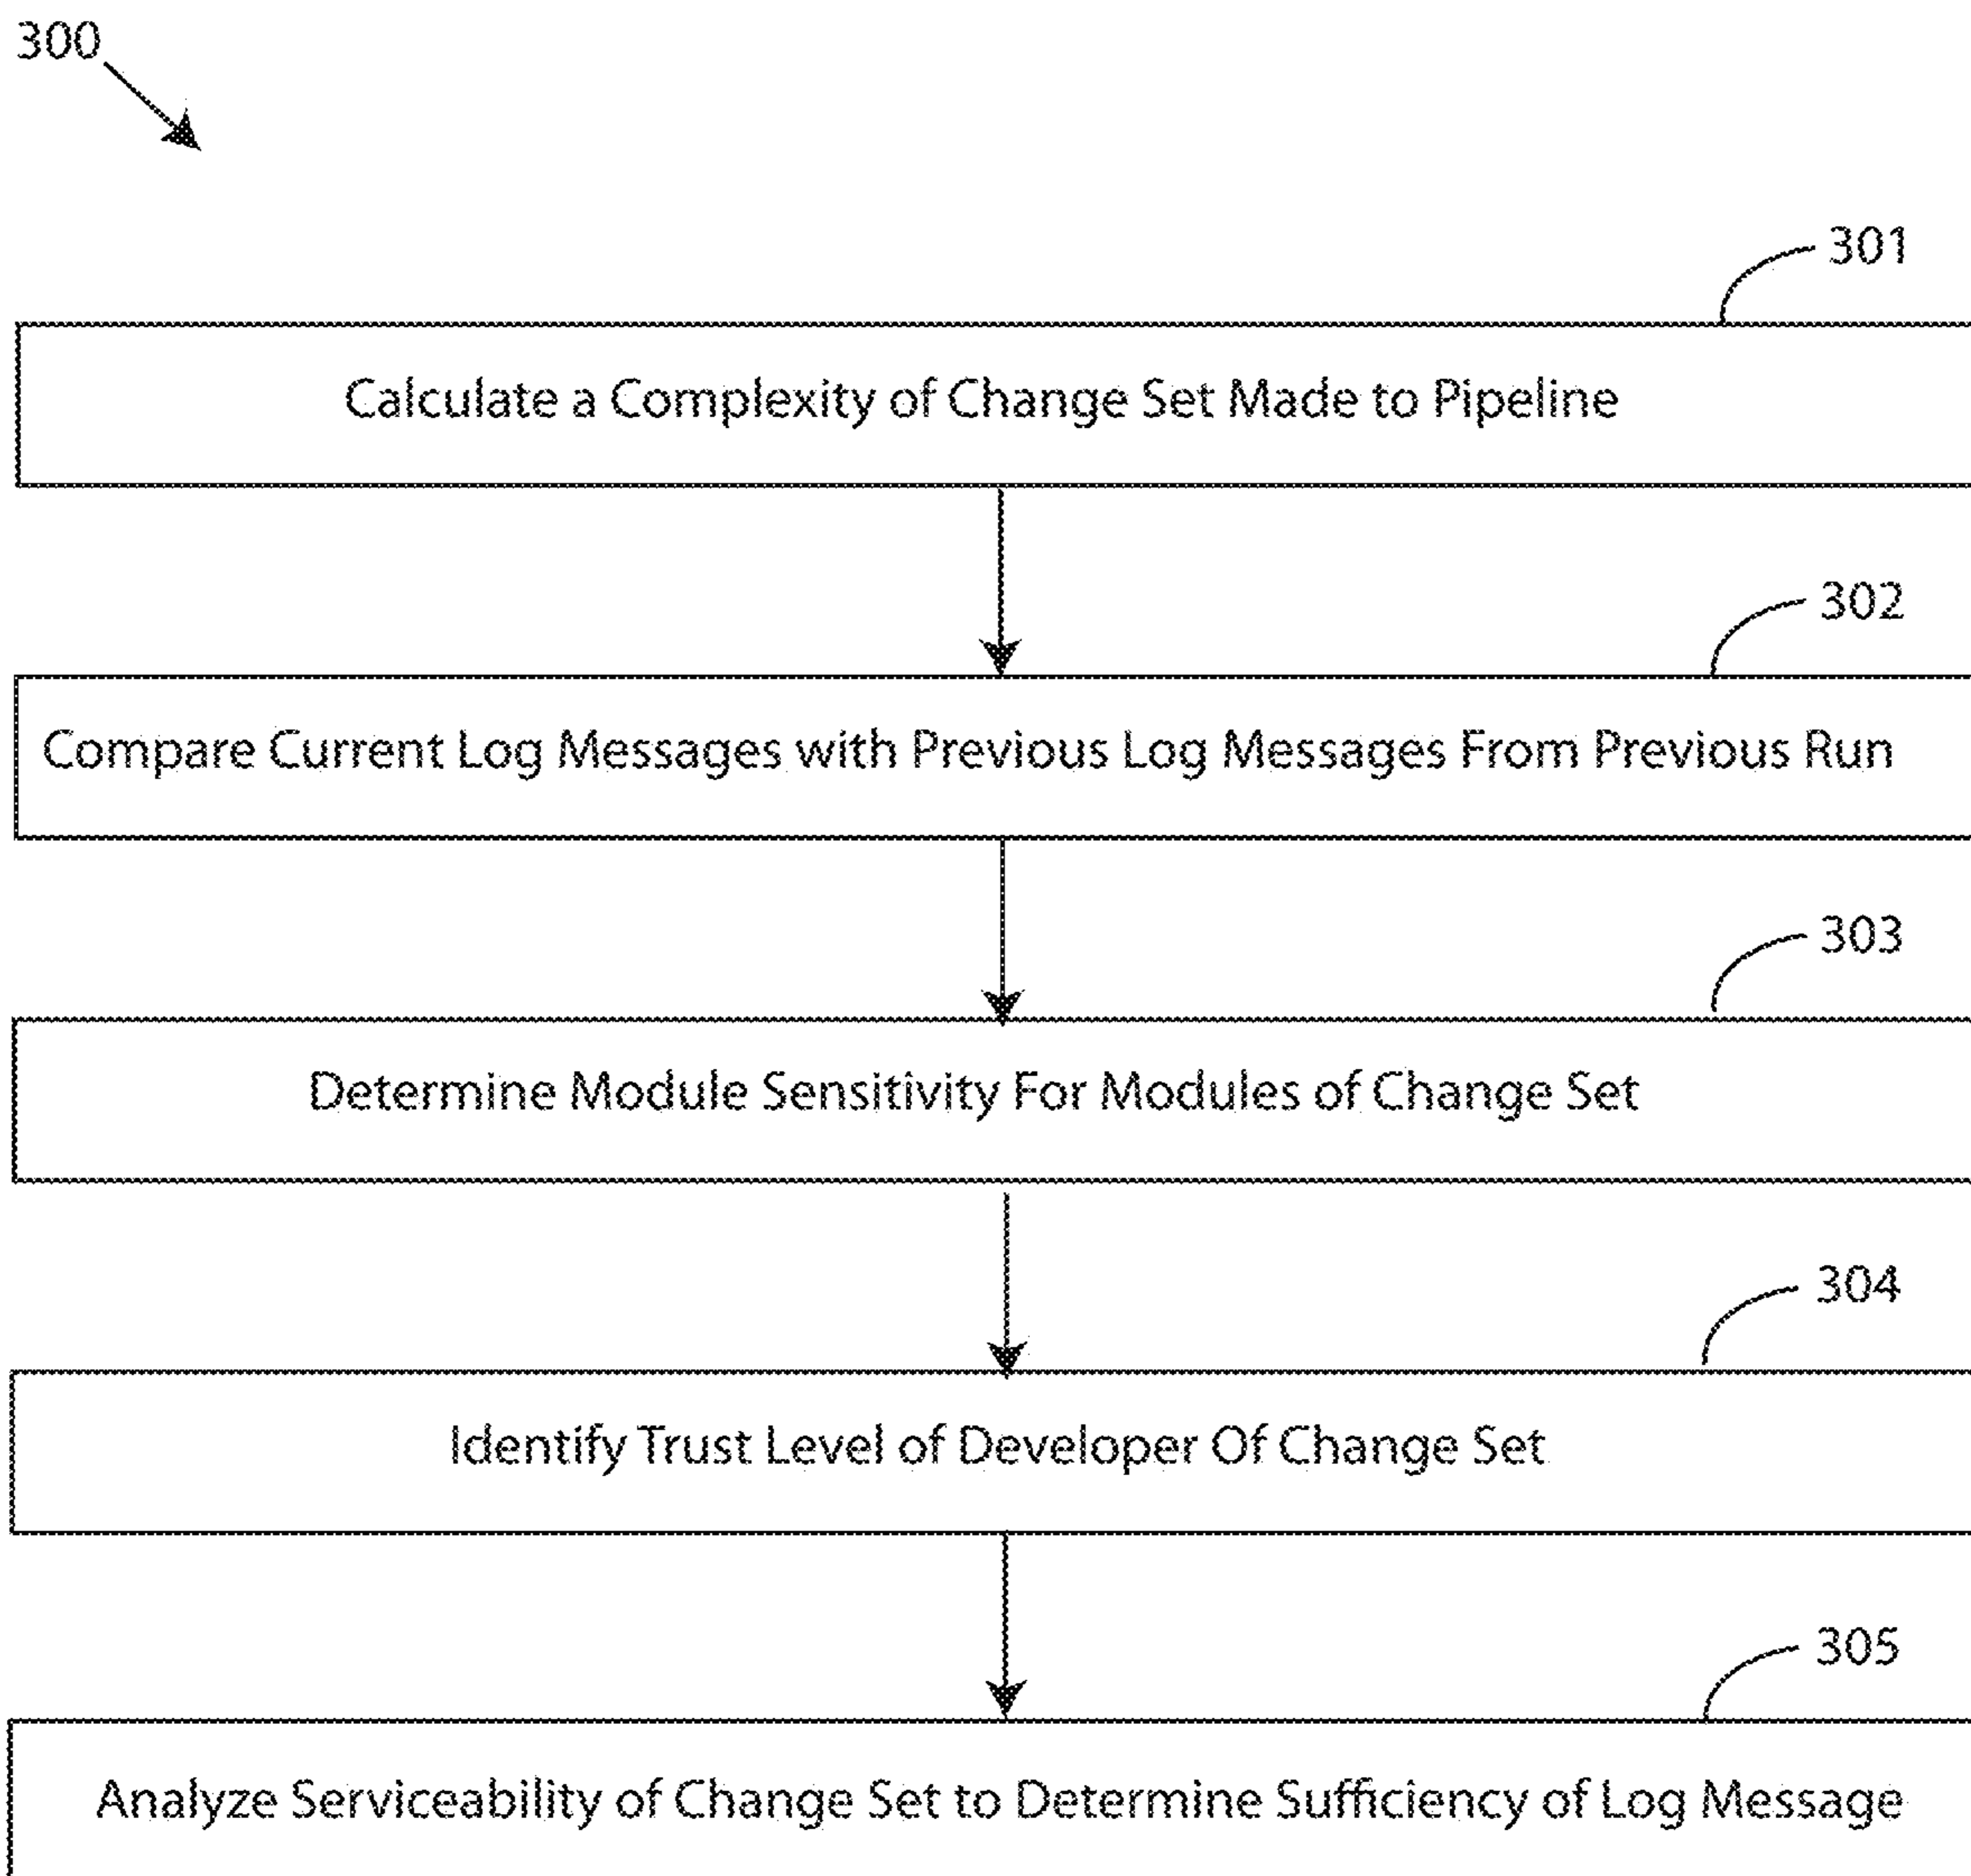 300
301
Calculate a Complexity of Change Set Made to Pipeline
302
Compare Current Log Messages with Previous Log Messages From Previous Run
303
Determine Module Sensitivity For Modules of Change Set
304
Identify Trust Level of Developer Of Change Set
305
Analyze Serviceability of Change Set to Determine Sufficiency of Log Message